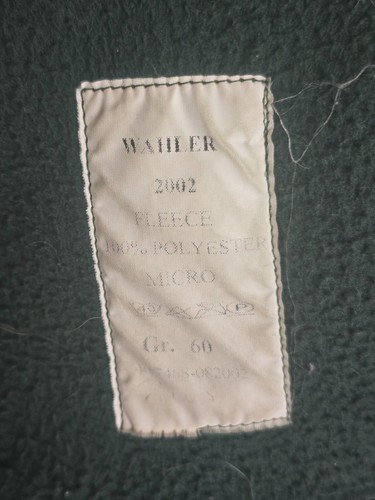 WAHLER
2002
FLEECE
100% POLYESTER
MICRO
Gr. 60